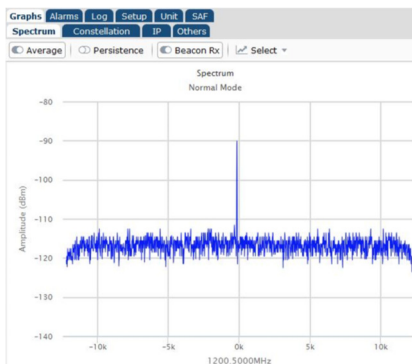 Graphs Alarms Log Setup Unit SAF
Spectrum Constellation IP Others
Average Persistence Beacon Rx Select
Spectrum
Normal Mode
-80
-90
-100
-110
-120
-130
-140
Amplitude (dBm)
-10k -5k 0k 5k 10k
1200.5000MHz